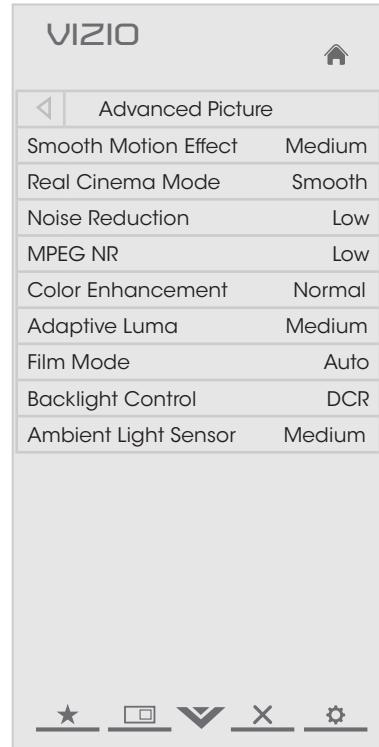 VIZIO
Advanced Picture
Smooth Motion Effect Medium
Real Cinema Mode Smooth
Noise Reduction Low
MPEG NR Low
Color Enhancement Normal
Adaptive Luma Medium
Film Mode Auto
Backlight Control DCR
Ambient Light Sensor Medium